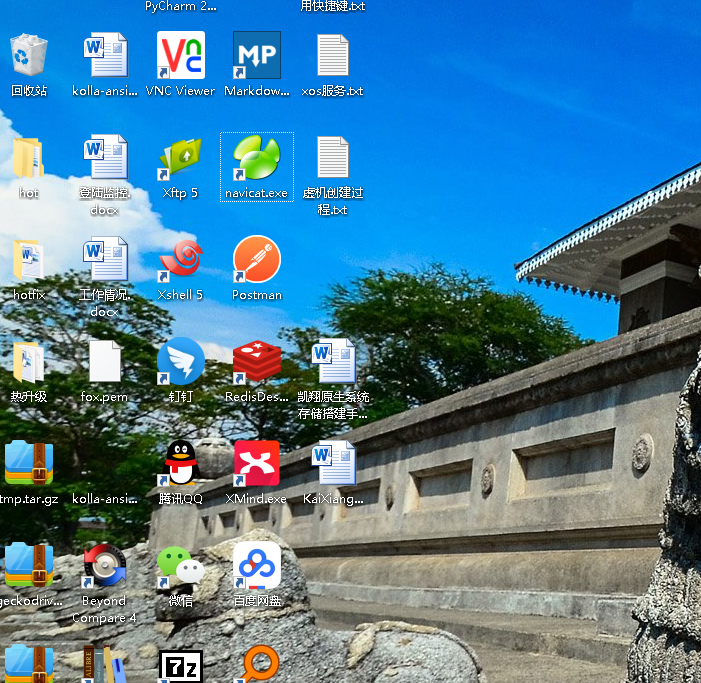 PyCharm 2...
用快捷键.txt
回收站
kolla-ansi...
VNC Viewer
Markdow...
xos服务.txt
hot
登陆监控.
docx
Xftp 5
navicat.exe
虚机创建过
程.txt
hotfix
工作情况.
docx
Xshell 5
Postman
热升级
fox.pem
钉钉
RedisDes...
凯翔原生系统
存储搭建手...
tmp.tar.gz
kolla-ansi...
腾讯QQ
XMind.exe
KaiXiang...
geckodriv...
Beyond
Compare 4
微信
百度网盘
MP
7z